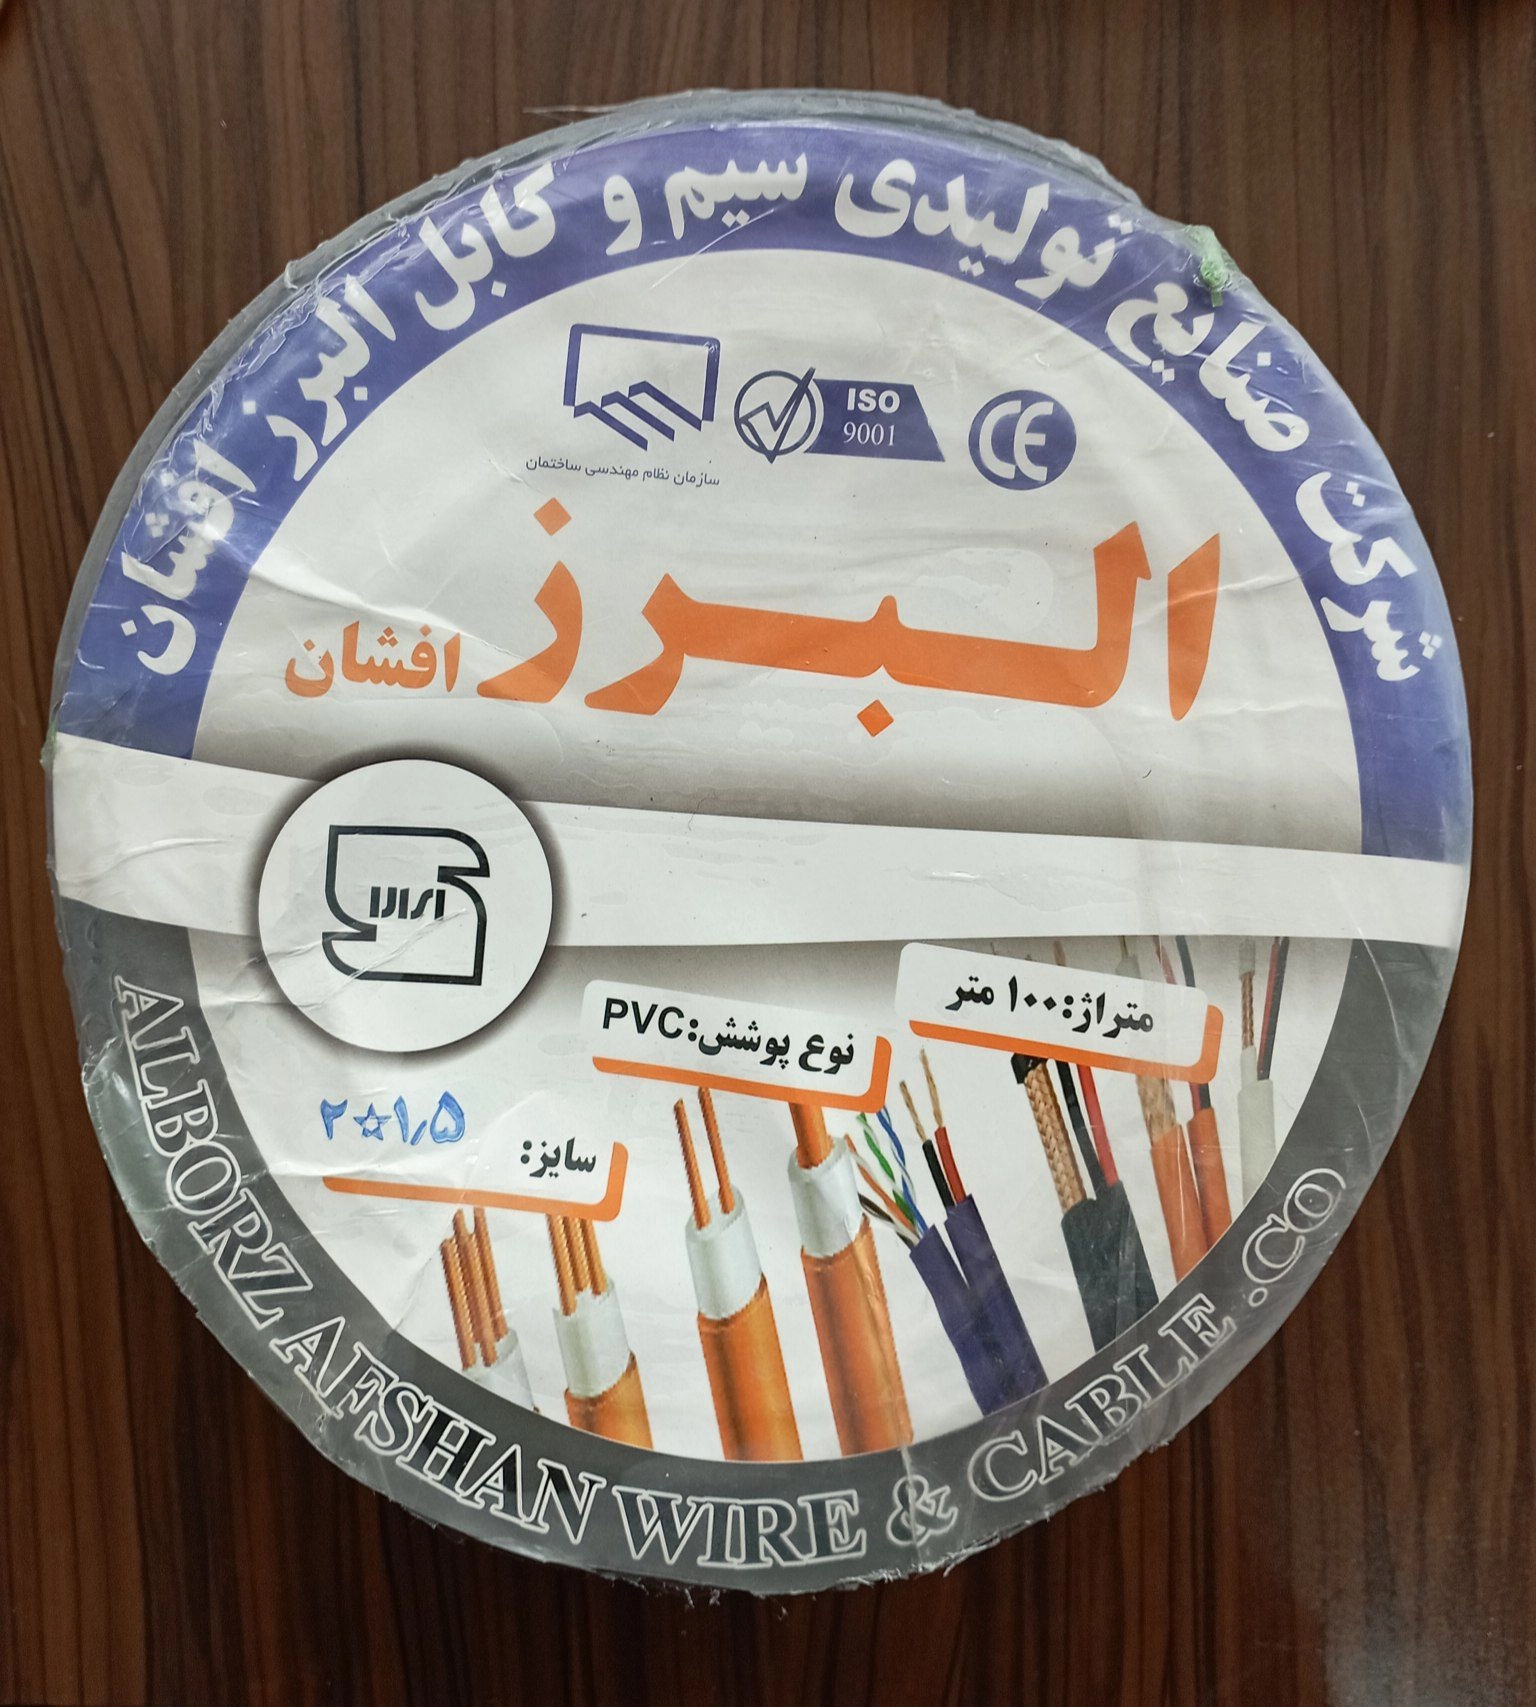 شرکت صنایع تولیدی سیم و کابل البرز افشان
سازمان نظام مهندسی ساختمان
ISO
9001
CE
البرز
افشان
متراژ:۱۰۰ متر
نوع پوشش:PVC
سایز:
۲☆۱٫۵
ALBORZ AFSHAN WIRE & CABLE .CO